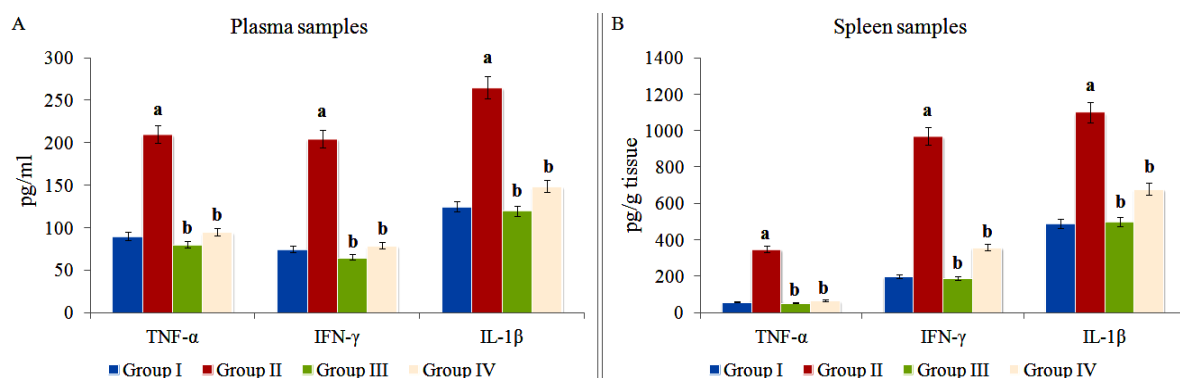 A
Plasma samples
300
250
200
150
100
50
0
pg/ml
a
b
b
a
b
b
a
b
b
TNF-α
IFN-γ
IL-1β
Group I
Group II
Group III
Group IV
B
Spleen samples
1400
1200
1000
800
600
400
200
0
pg/g tissue
a
b
b
a
b
b
a
b
b
TNF-α
IFN-γ
IL-1β
Group I
Group II
Group III
Group IV